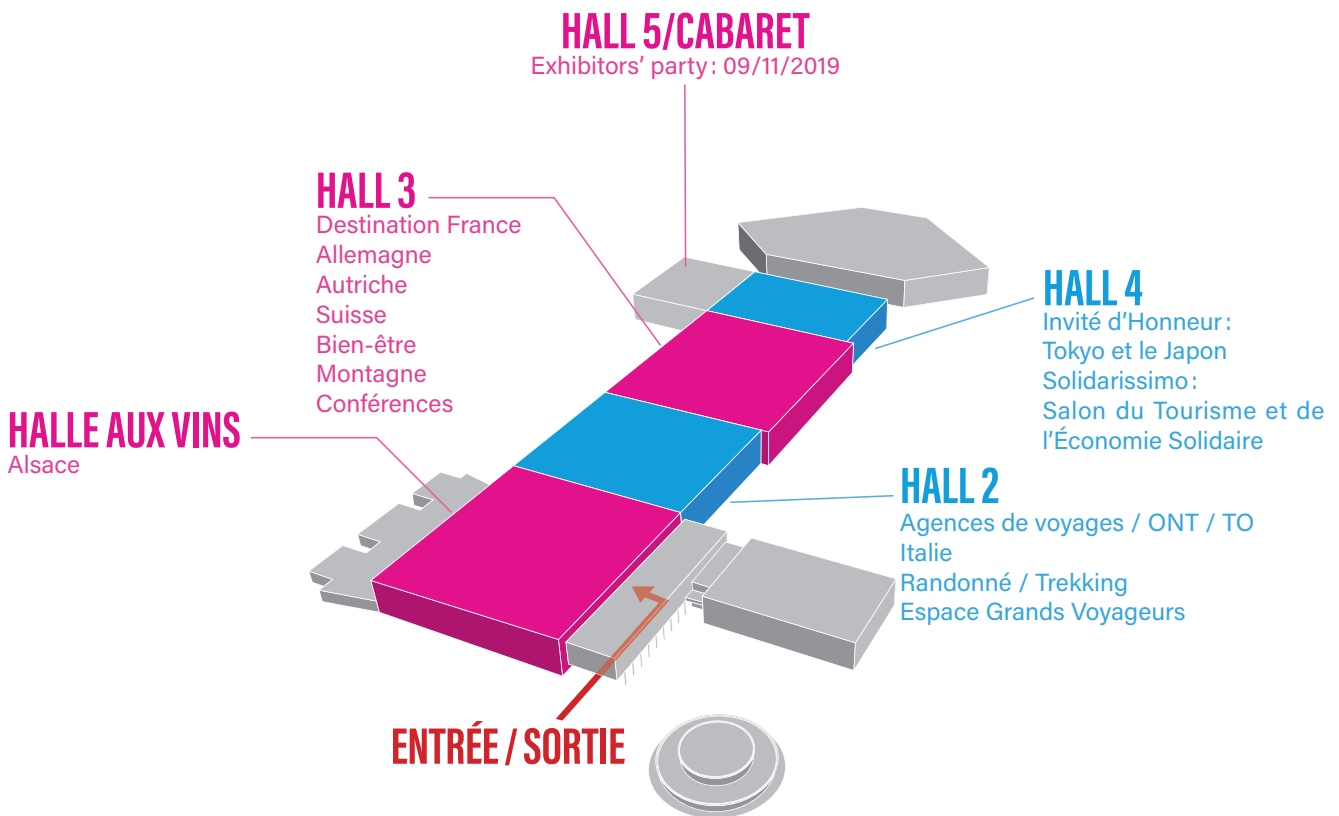 HALL 5/CABARET
Exhibitors' party : 09/11/2019
HALL 3
Destination France
Allemagne
Autriche
Suisse
Bien-être
Montagne
Conférences
HALL 4
Invité d'Honneur :
Tokyo et le Japon
Solidarissimo :
Salon du Tourisme et de
l'Économie Solidaire
HALLE AUX VINS
Alsace
HALL 2
Agences de voyages / ONT / TO
Italie
Randonné / Trekking
Espace Grands Voyageurs
ENTRÉE / SORTIE